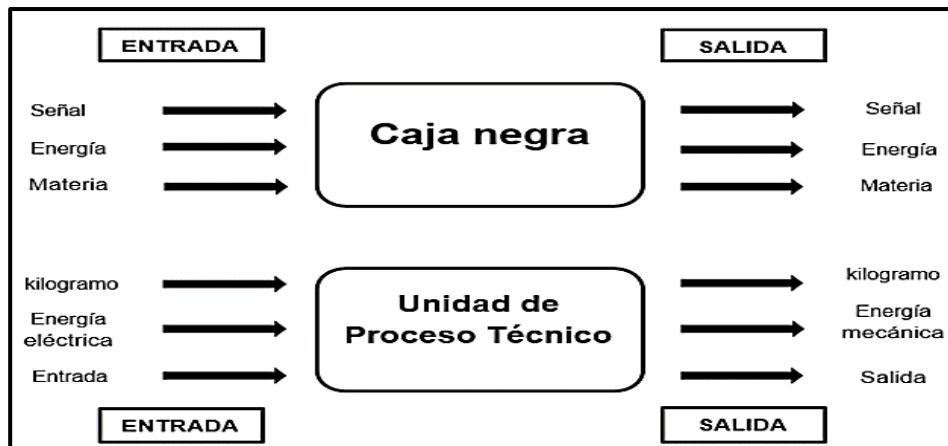 ENTRADA
SALIDA
Señal
Energía
Materia
Caja negra
Señal
Energía
Materia
kilogramo
Energía
eléctrica
Entrada
Unidad de
Proceso Técnico
kilogramo
Energía
mecánica
Salida
ENTRADA
SALIDA